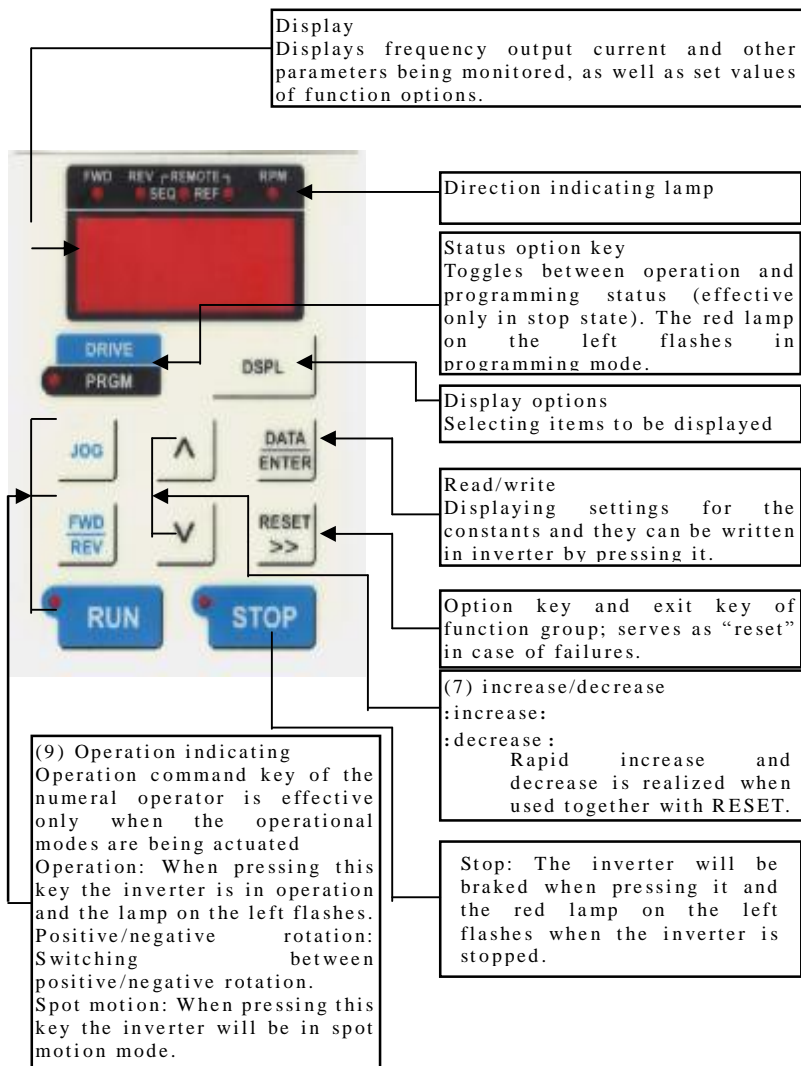 Display
Displays frequency output current and other
parameters being monitored, as well as set values
of function options.
FWD REV REMOTE RPM
SEQ REF
Direction indicating lamp
Status option key
Toggles between operation and
programming status (effective
only in stop state). The red lamp
on the left flashes in
programming mode.
DRIVE
PRGM
DSPL
Display options
Selecting items to be displayed
JOG
∧
DATA
ENTER
Read/write
Displaying settings for the
constants and they can be written
in inverter by pressing it.
FWD
REV
∨
RESET
>>
RUN
STOP
Option key and exit key of
function group; serves as “reset”
in case of failures.
(7) increase/decrease
:increase:
:decrease:
Rapid increase and
decrease is realized when
used together with RESET.
(9) Operation indicating
Operation command key of the
numeral operator is effective
only when the operational
modes are being actuated
Operation: When pressing this
key the inverter is in operation
and the lamp on the left flashes.
Positive/negative rotation:
Switching between
positive/negative rotation.
Spot motion: When pressing this
key the inverter will be in spot
motion mode.
Stop: The inverter will be
braked when pressing it and
the red lamp on the left
flashes when the inverter is
stopped.